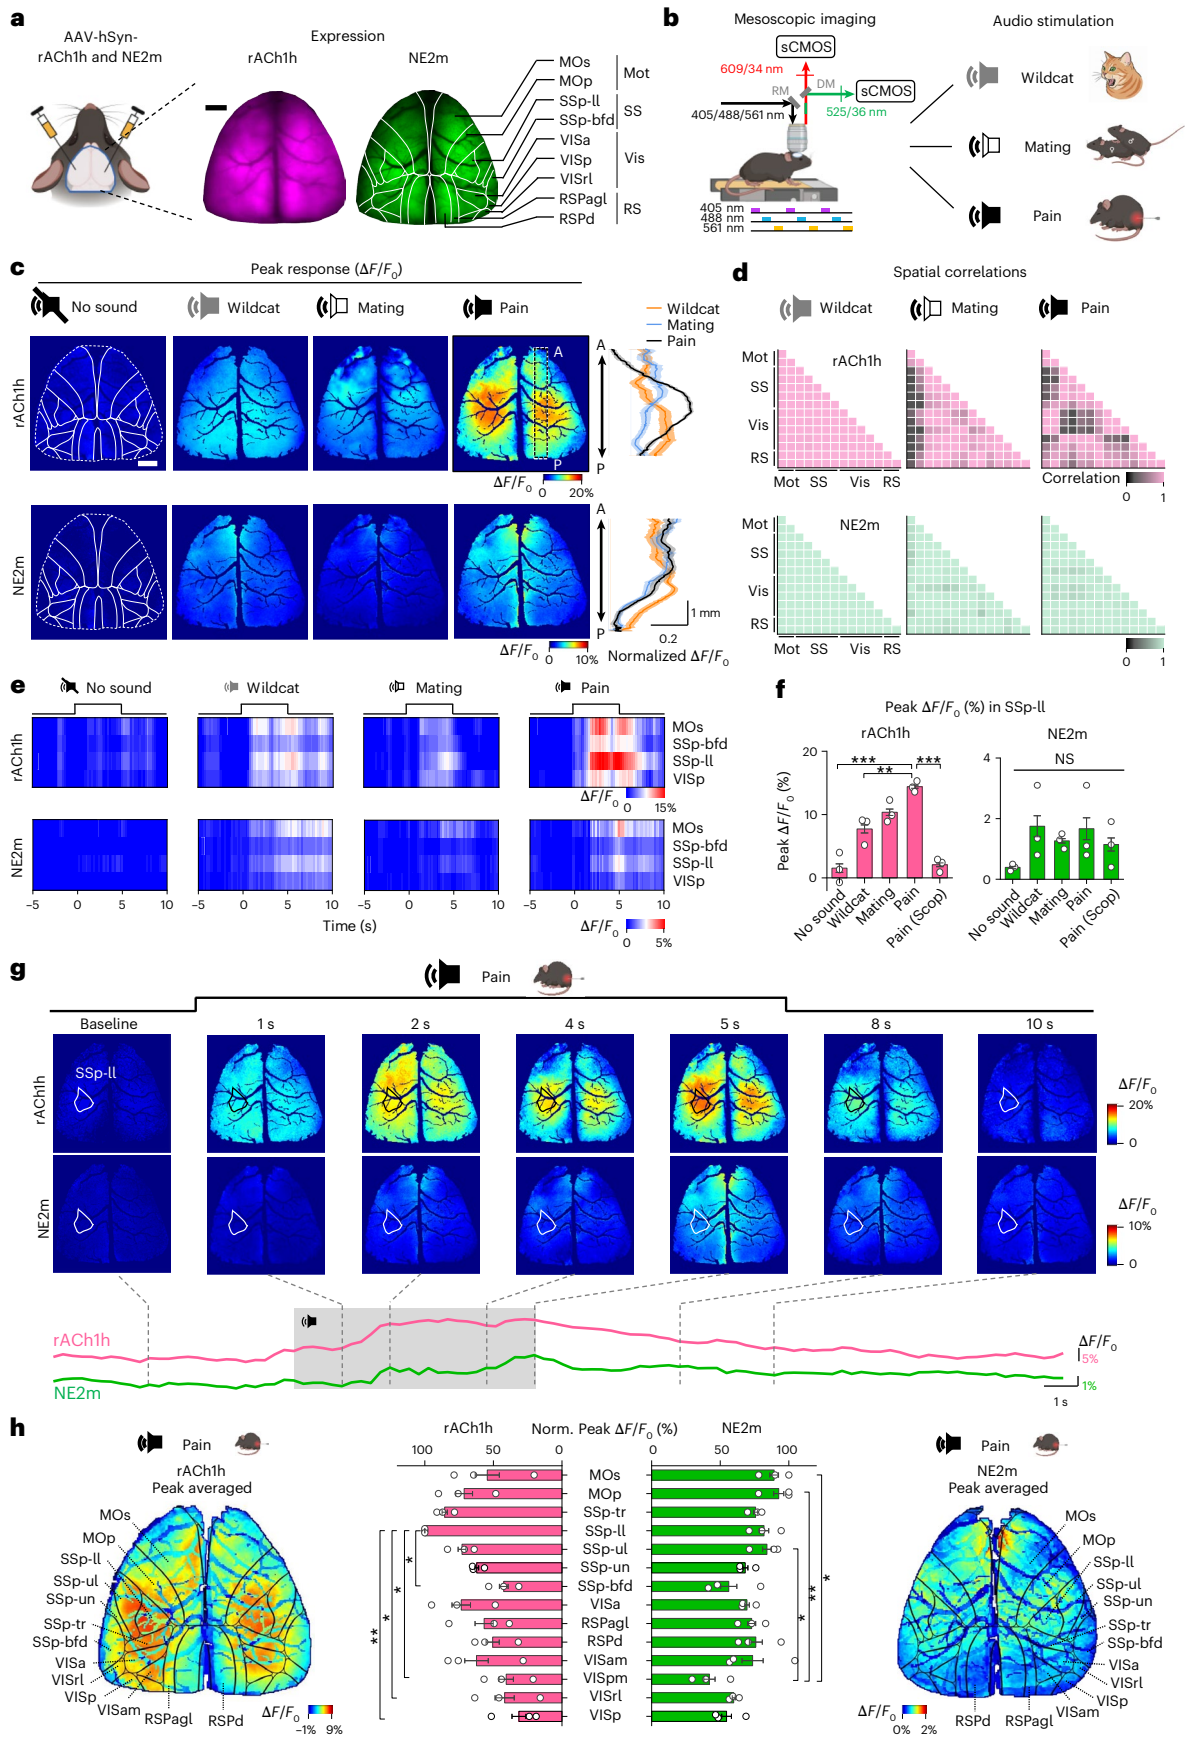 a
AAV-hSyn-
rACh1h and NE2m
Expression
rACh1h
NE2m
MOs
MOp
SSp-ll
SSp-bfd
VISa
VISp
VISrl
RSPagl
RSPd
Mot
SS
Vis
RS
b
Mesoscopic imaging
sCMOS
609/34 nm
RM
DM
sCMOS
405/488/561 nm
525/36 nm
405 nm
488 nm
561 nm
Audio stimulation
Wildcat
Mating
Pain
c
Peak response (ΔF/F0)
No sound
Wildcat
Mating
Pain
Wildcat
Mating
Pain
rACh1h
A
P
A
P
ΔF/F0
0 20%
NE2m
A
P
1 mm
0.2
ΔF/F0
0 10%
Normalized ΔF/F0
d
Spatial correlations
Wildcat
Mating
Pain
rACh1h
Mot
SS
Vis
RS
Mot SS Vis RS
Correlation
0 1
NE2m
Mot
SS
Vis
RS
Mot SS Vis RS
0 1
e
No sound
Wildcat
Mating
Pain
rACh1h
MOs
SSp-bfd
SSp-ll
VISp
ΔF/F0
0 15%
NE2m
MOs
SSp-bfd
SSp-ll
VISp
−5 0 5 10
−5 0 5 10
−5 0 5 10
−5 0 5 10
Time (s)
ΔF/F0
0 5%
f
Peak ΔF/F0 (%) in SSp-ll
rACh1h
NE2m
Peak ΔF/F0 (%)
20
10
0
***
**
***
No sound
Wildcat
Mating
Pain
Pain (Scop)
4
2
0
NS
No sound
Wildcat
Mating
Pain
Pain (Scop)
g
Pain
Baseline
1 s
2 s
4 s
5 s
8 s
10 s
rACh1h
SSp-ll
ΔF/F0
20%
0
NE2m
ΔF/F0
10%
0
rACh1h
NE2m
ΔF/F0
5%
1%
1 s
h
Pain
rACh1h
Peak averaged
MOs
MOp
SSp-ll
SSp-ul
SSp-un
SSp-tr
SSp-bfd
VISa
VISrl
VISp
VISam
RSPagl
RSPd
ΔF/F0
−1% 9%
rACh1h
Norm. Peak ΔF/F0 (%)
NE2m
100 50 0
0 50 100
MOs
MOp
SSp-tr
SSp-ll
SSp-ul
SSp-un
SSp-bfd
VISa
RSPagl
RSPd
VISam
VISpm
VISrl
VISp
*
*
**
*
**
*
Pain
NE2m
Peak averaged
MOs
MOp
SSp-ll
SSp-ul
SSp-un
SSp-tr
SSp-bfd
VISa
VISrl
VISp
VISam
RSPagl
RSPd
ΔF/F0
0% 2%